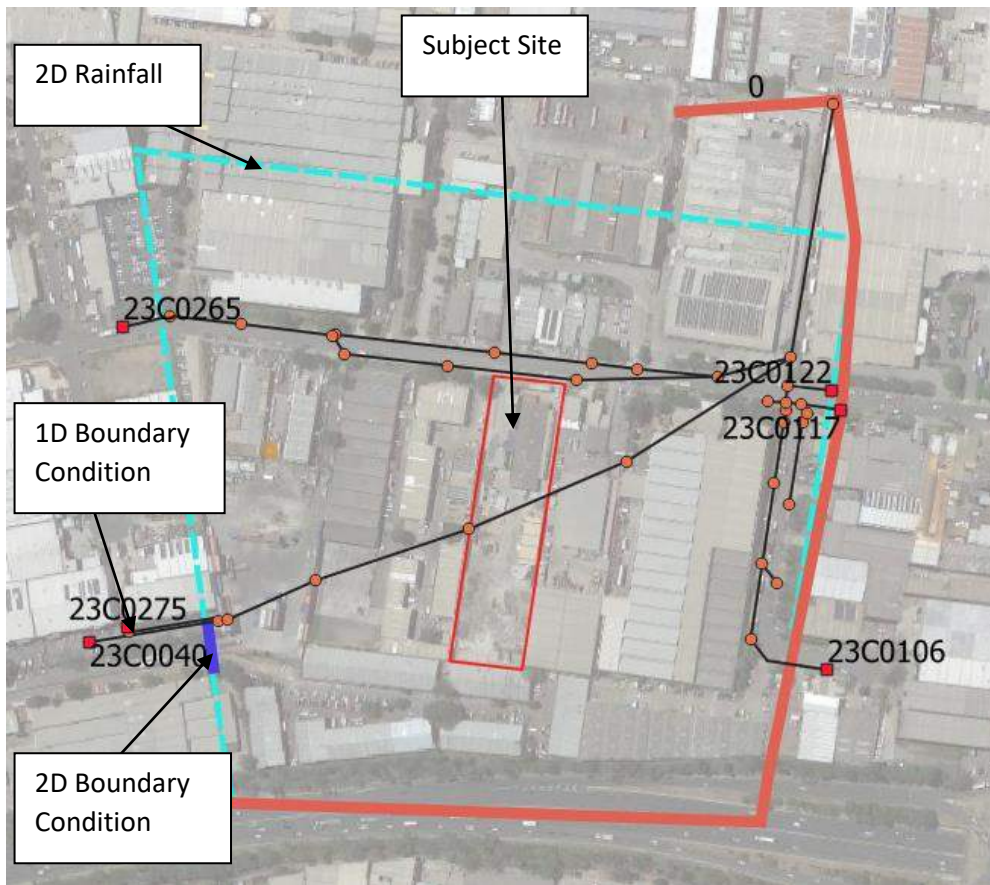 Subject Site
2D Rainfall
0
23C0265
23C0122
23C0117
1D Boundary
Condition
23C0275
23C0040
23C0106
2D Boundary
Condition